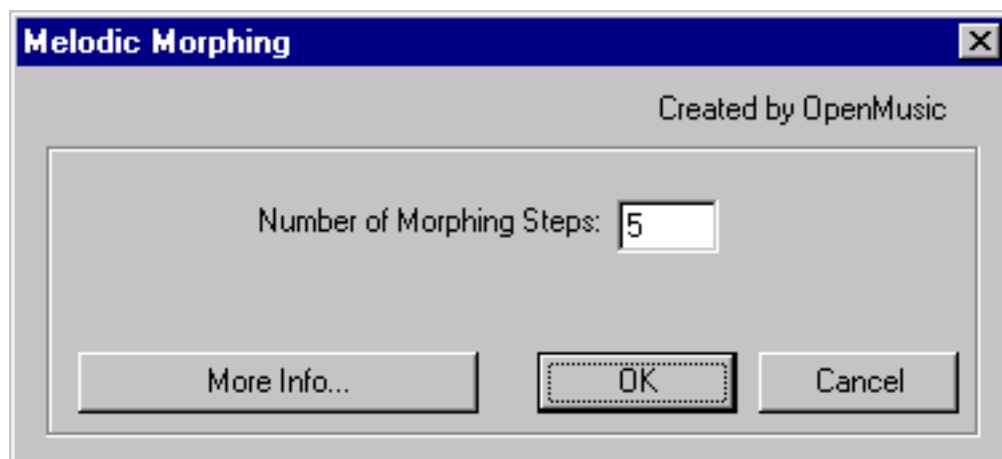 Melodic Morphing
Created by OpenMusic
Number of Morphing Steps: 5
More Info... OK Cancel